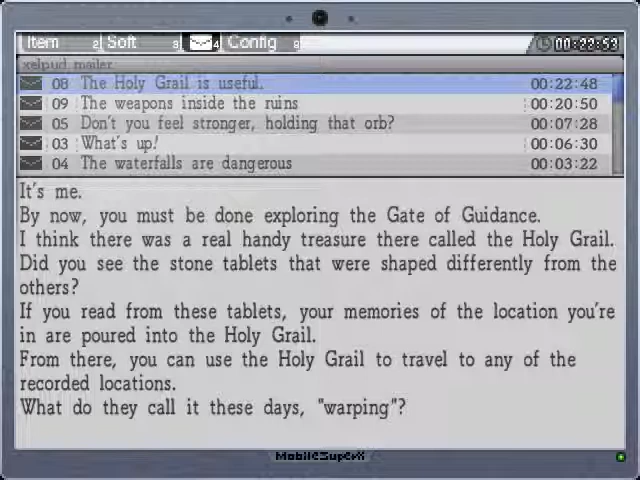 Item 2 Soft 3 4 Config 5 00:22:53
xelpud mailer
08 The Holy Grail is useful. 00:22:48
09 The weapons inside the ruins 00:20:50
05 Don't you feel stronger, holding that orb? 00:07:28
03 What's up! 00:06:30
04 The waterfalls are dangerous 00:03:22
It's me.
By now, you must be done exploring the Gate of Guidance.
I think there was a real handy treasure there called the Holy Grail.
Did you see the stone tablets that were shaped differently from the
others?
If you read from these tablets, your memories of the location you're
in are poured into the Holy Grail.
From there, you can use the Holy Grail to travel to any of the
recorded locations.
What do they call it these days, "warping"?
MobileSuperX